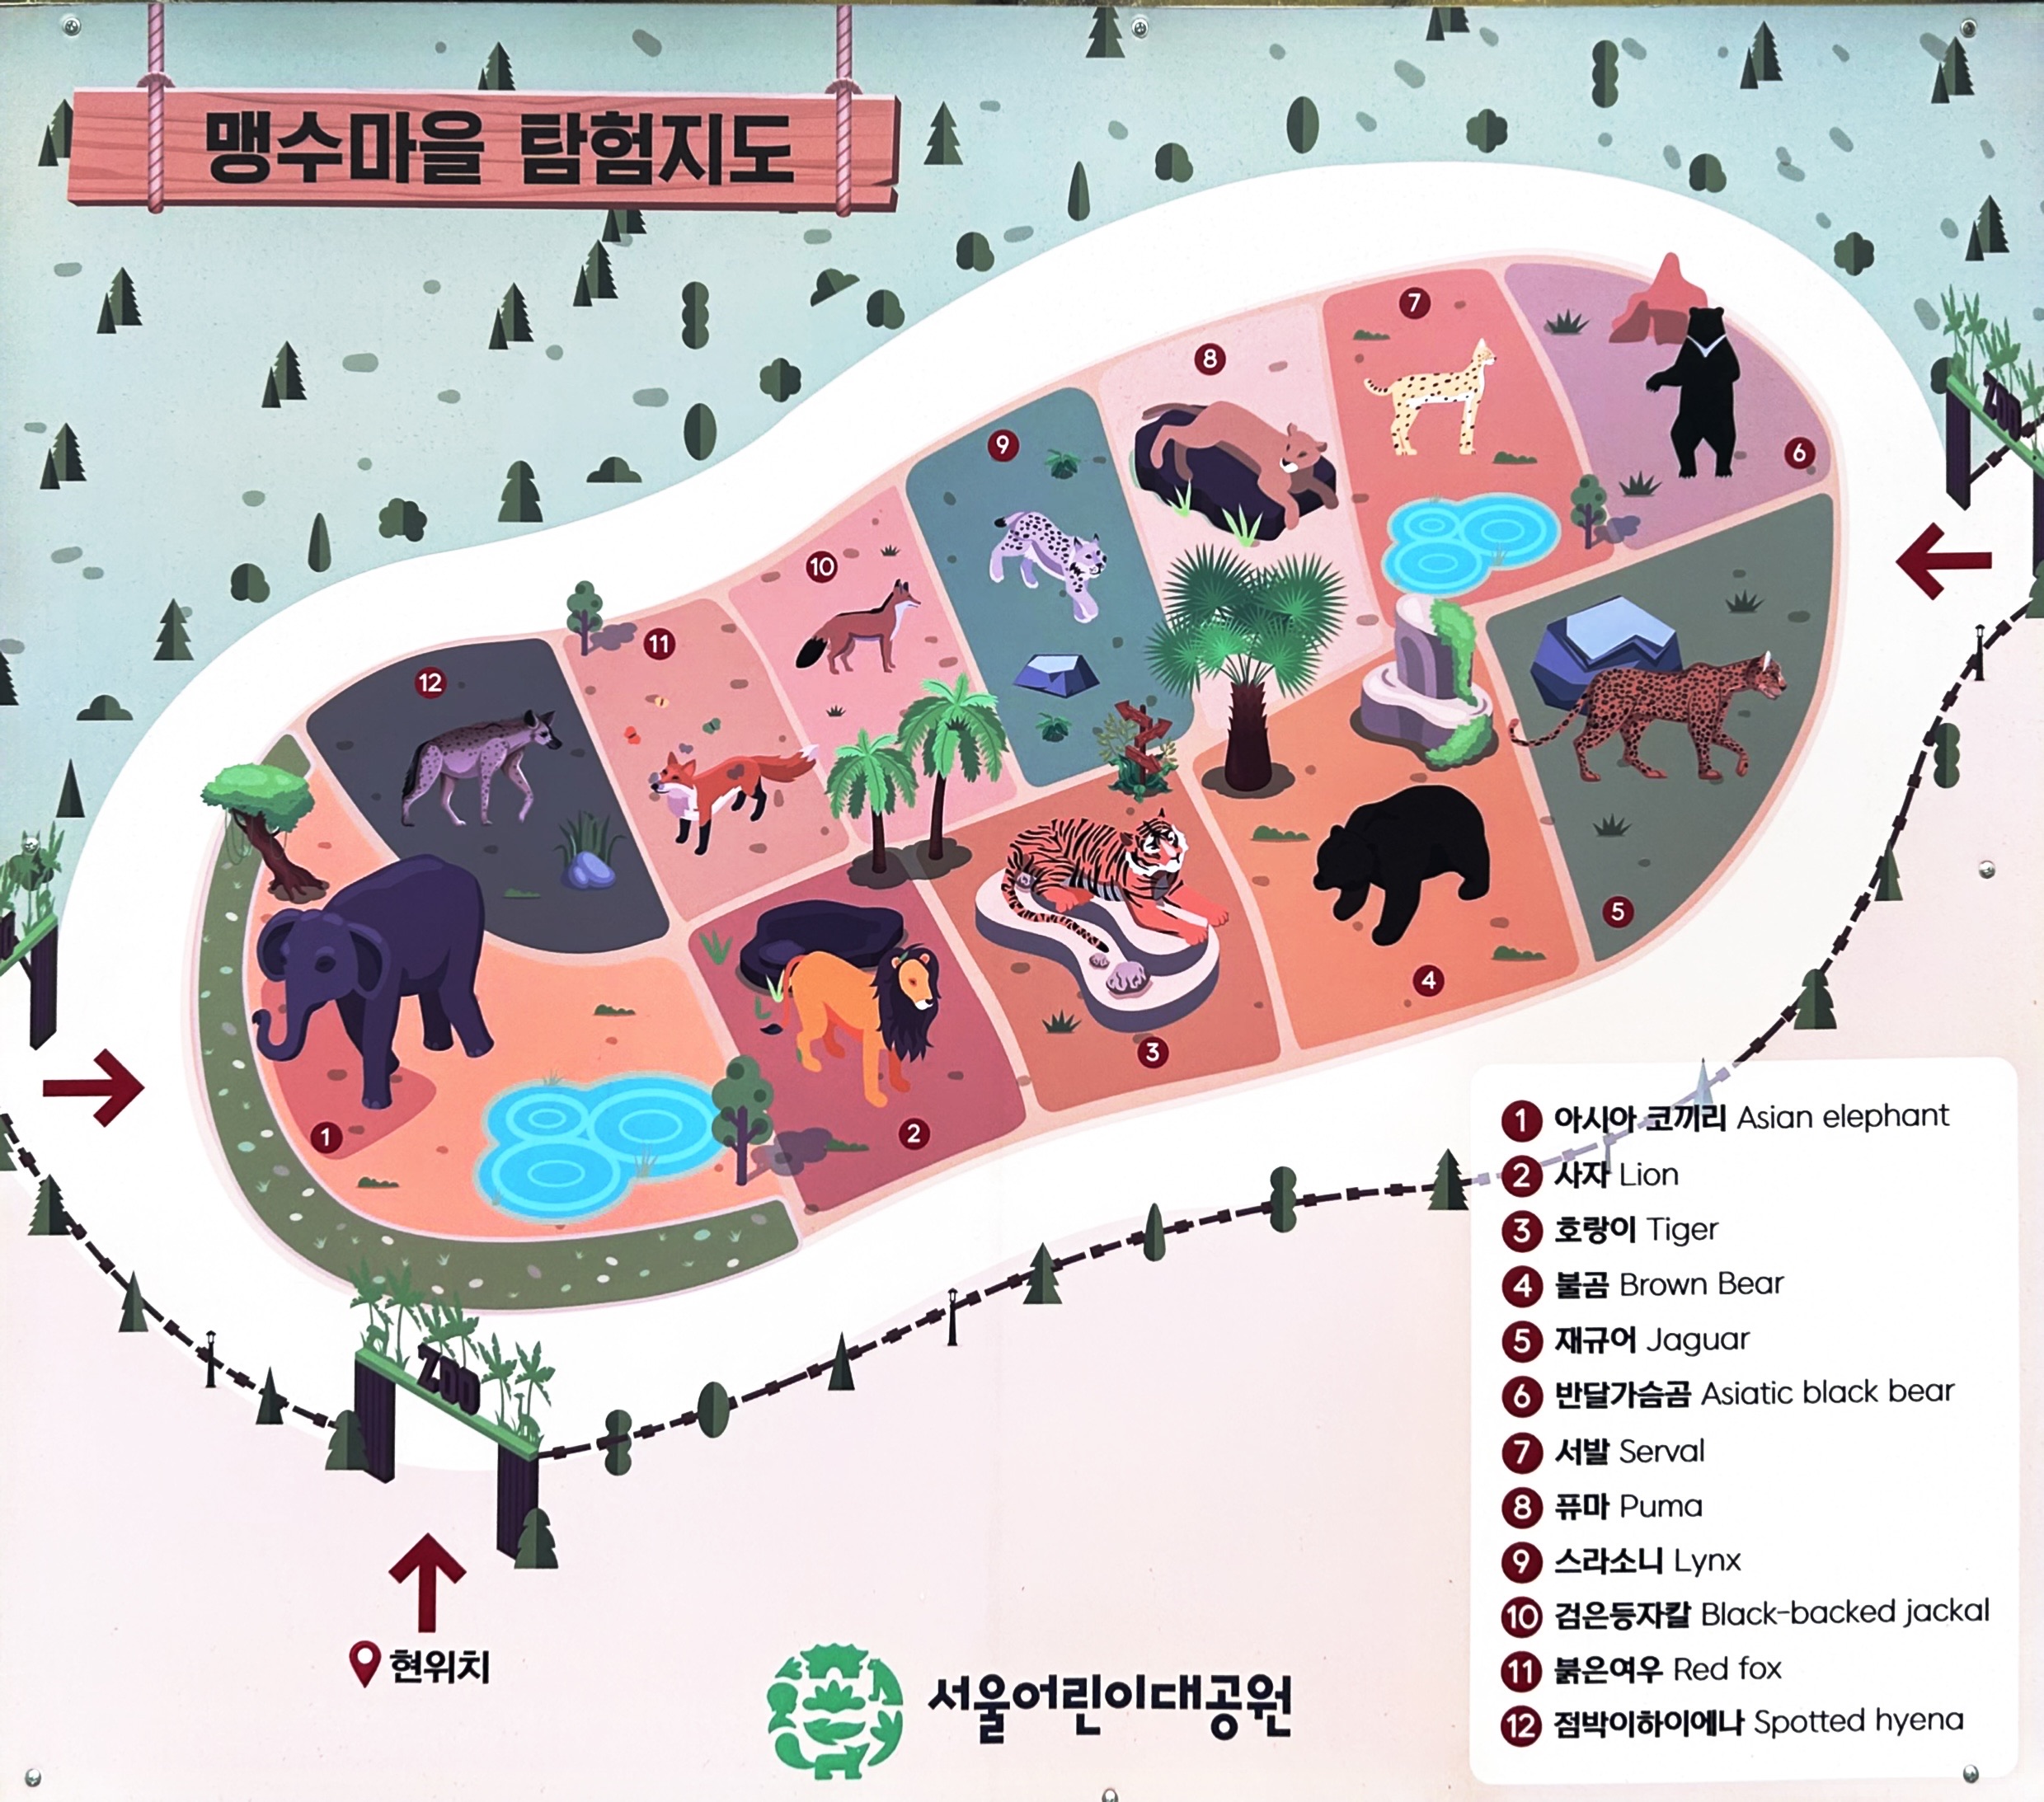 맹수마을 탐험지도
ZOO
7
8
6
9
10
11
12
5
4
3
2
1
ZOO
현위치
서울어린이대공원
1 아시아 코끼리 Asian elephant
2 사자 Lion
3 호랑이 Tiger
4 불곰 Brown Bear
5 재규어 Jaguar
6 반달가슴곰 Asiatic black bear
7 서발 Serval
8 퓨마 Puma
9 스라소니 Lynx
10 검은등자칼 Black-backed jackal
11 붉은여우 Red fox
12 점박이하이에나 Spotted hyena